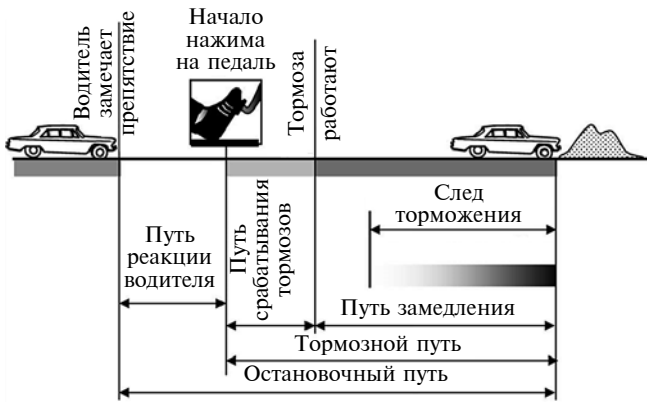 Водитель
замечает
препятствие
Начало
нажима
на педаль
Тормоза
работают
След
торможения
Путь
реакции
водителя
Путь
срабатывания
тормозов
Путь замедления
Тормозной путь
Остановочный путь